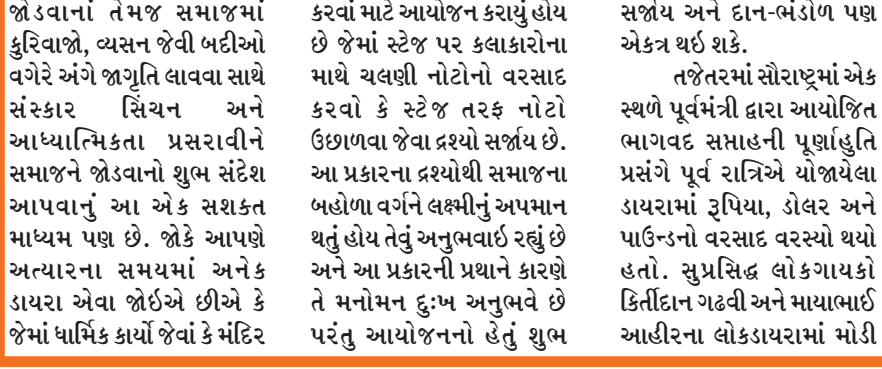 જોડવાનાં તેમજ સમાજમાં
કુરિવાજો, વ્યસન જેવી બદીઓ
વગેરે અંગે જાગૃતિ લાવવા સાથે
સંસ્કાર સિંચન અને
આધ્યાત્મિકતા પ્રસરાવીને
સમાજને જોડવાનો શુભ સંદેશ
આપવાનું આ એક સશક્ત
માધ્યમ પણ છે. જોકે આપણે
અત્યારના સમયમાં અનેક
ડાયરા એવા જોઇએ છીએ કે
જેમાં ધાર્મિક કાર્યો જેવાં કે મંદિર
કરવાં માટે આયોજન કરાયું હોય
છે જેમાં સ્ટેજ પર કલાકારોના
માથે ચલણી નોટોનો વરસાદ
કરવો કે સ્ટેજ તરફ નોટો
ઉછાળવા જેવા દ્રશ્યો સર્જાય છે.
આ પ્રકારના દ્રશ્યોથી સમાજના
બહોળા વર્ગને લક્ષ્મીનું અપમાન
થતું હોય તેવું અનુભવાઇ રહ્યું છે
અને આ પ્રકારની પ્રથાને કારણે
તે મનોમન દુઃખ અનુભવે છે
પરંતુ આયોજનનો હેતું શુભ
સર્જાય અને દાન-ભંડોળ પણ
એકત્ર થઇ શકે.
તજેતરમાં સૌરાષ્ટ્રમાં એક
સ્થળે પૂર્વમંત્રી દ્વારા આયોજિત
ભાગવદ સપ્તાહની પૂર્ણાહુતિ
પ્રસંગે પૂર્વ રાત્રિએ યોજાયેલા
ડાયરામાં રૂપિયા, ડોલર અને
પાઉન્ડનો વરસાદ વરસ્યો થયો
હતો. સુપ્રસિદ્ધ લોકગાયકો
કિર્તીદાન ગઢવી અને માયાભાઈ
આહીરના લોકડાયરામાં મોડી